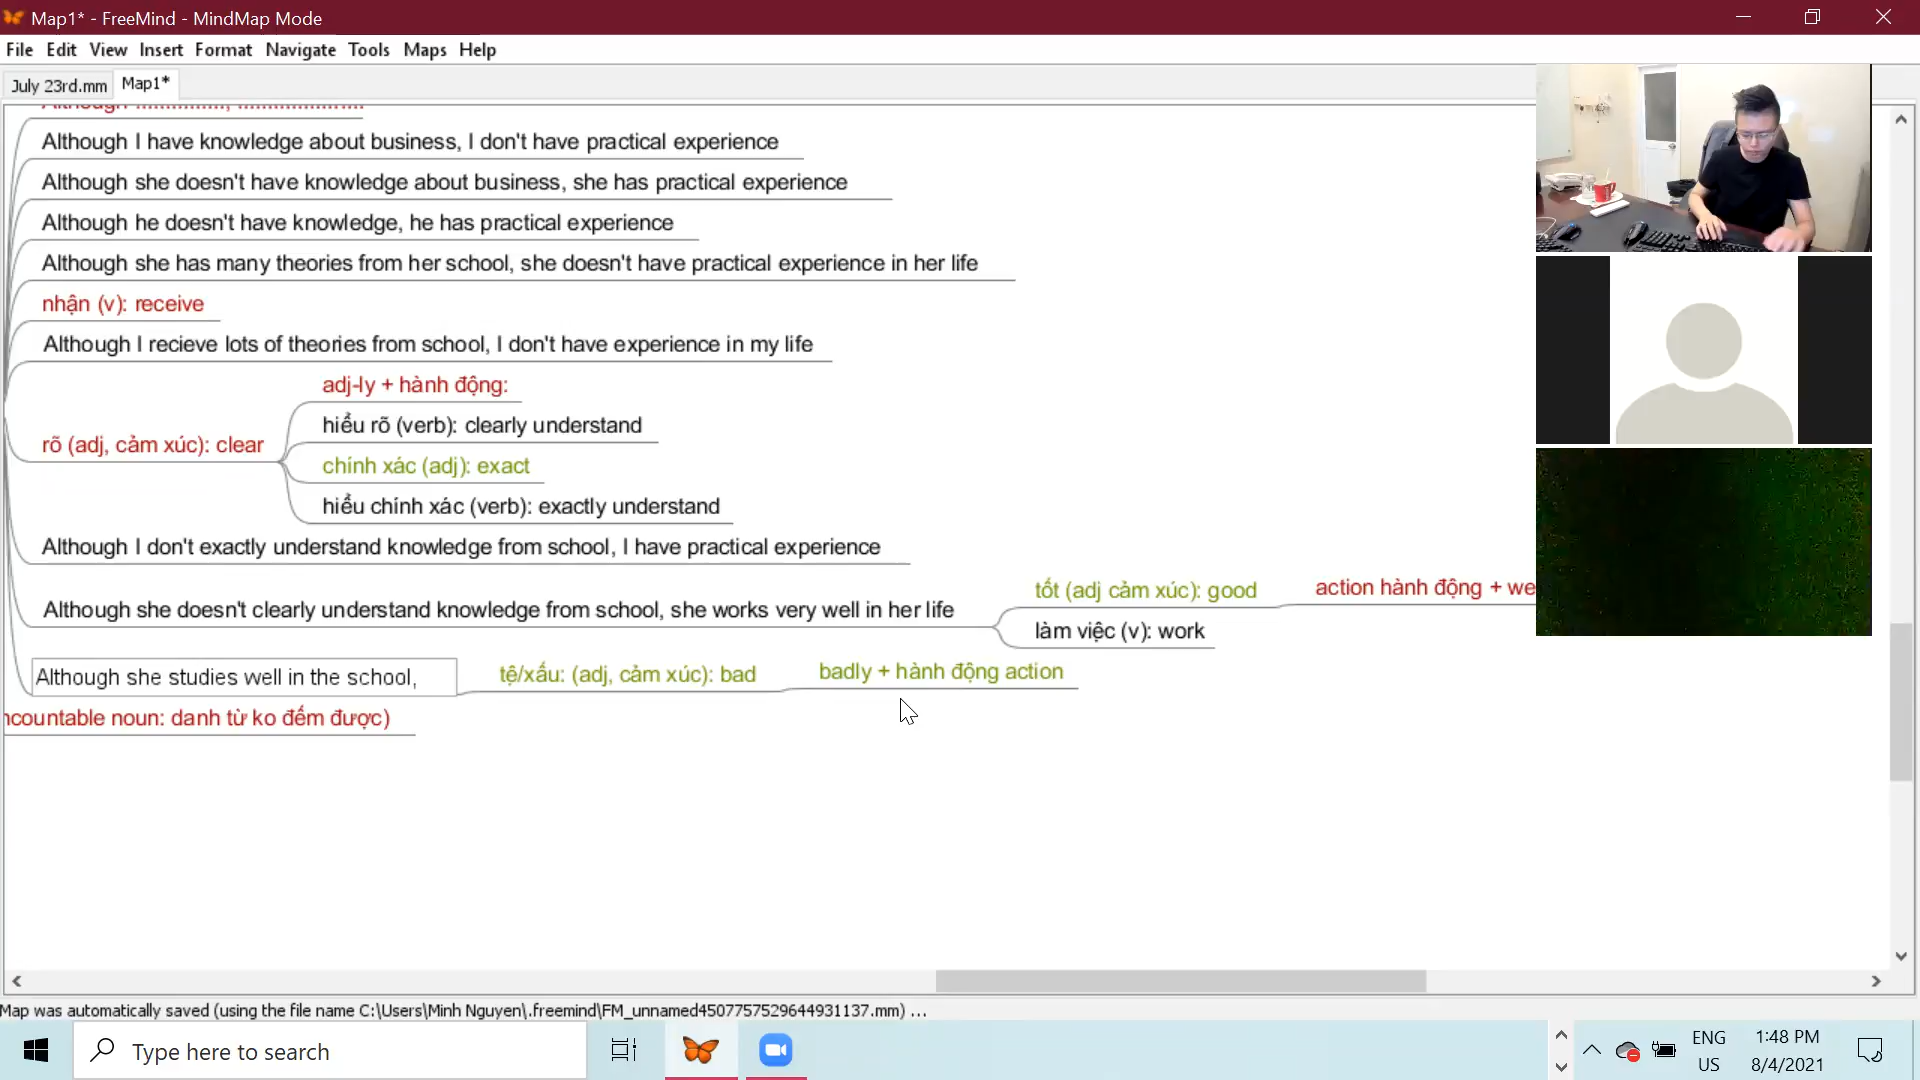 Map1* - FreeMind - MindMap Mode
File Edit View Insert Format Navigate Tools Maps Help
July 23rd.mm Map1*
Although ..............., .....................
Although I have knowledge about business, I don't have practical experience
Although she doesn't have knowledge about business, she has practical experience
Although he doesn't have knowledge, he has practical experience
Although she has many theories from her school, she doesn't have practical experience in her life
nhận (v): receive
Although I recieve lots of theories from school, I don't have experience in my life
adj-ly + hành động:
hiểu rõ (verb): clearly understand
rõ (adj, cảm xúc): clear
chính xác (adj): exact
hiểu chính xác (verb): exactly understand
Although I don't exactly understand knowledge from school, I have practical experience
tốt (adj cảm xúc): good action hành động + we
Although she doesn't clearly understand knowledge from school, she works very well in her life
làm việc (v): work
Although she studies well in the school, tệ/xấu: (adj, cảm xúc): bad badly + hành động action
ncountable noun: danh từ ko đếm được)
Map was automatically saved (using the file name C:\Users\Minh Nguyen\.freemind\FM_unnamed4507757529644931137.mm) ...
Type here to search
ENG
US
1:48 PM
8/4/2021